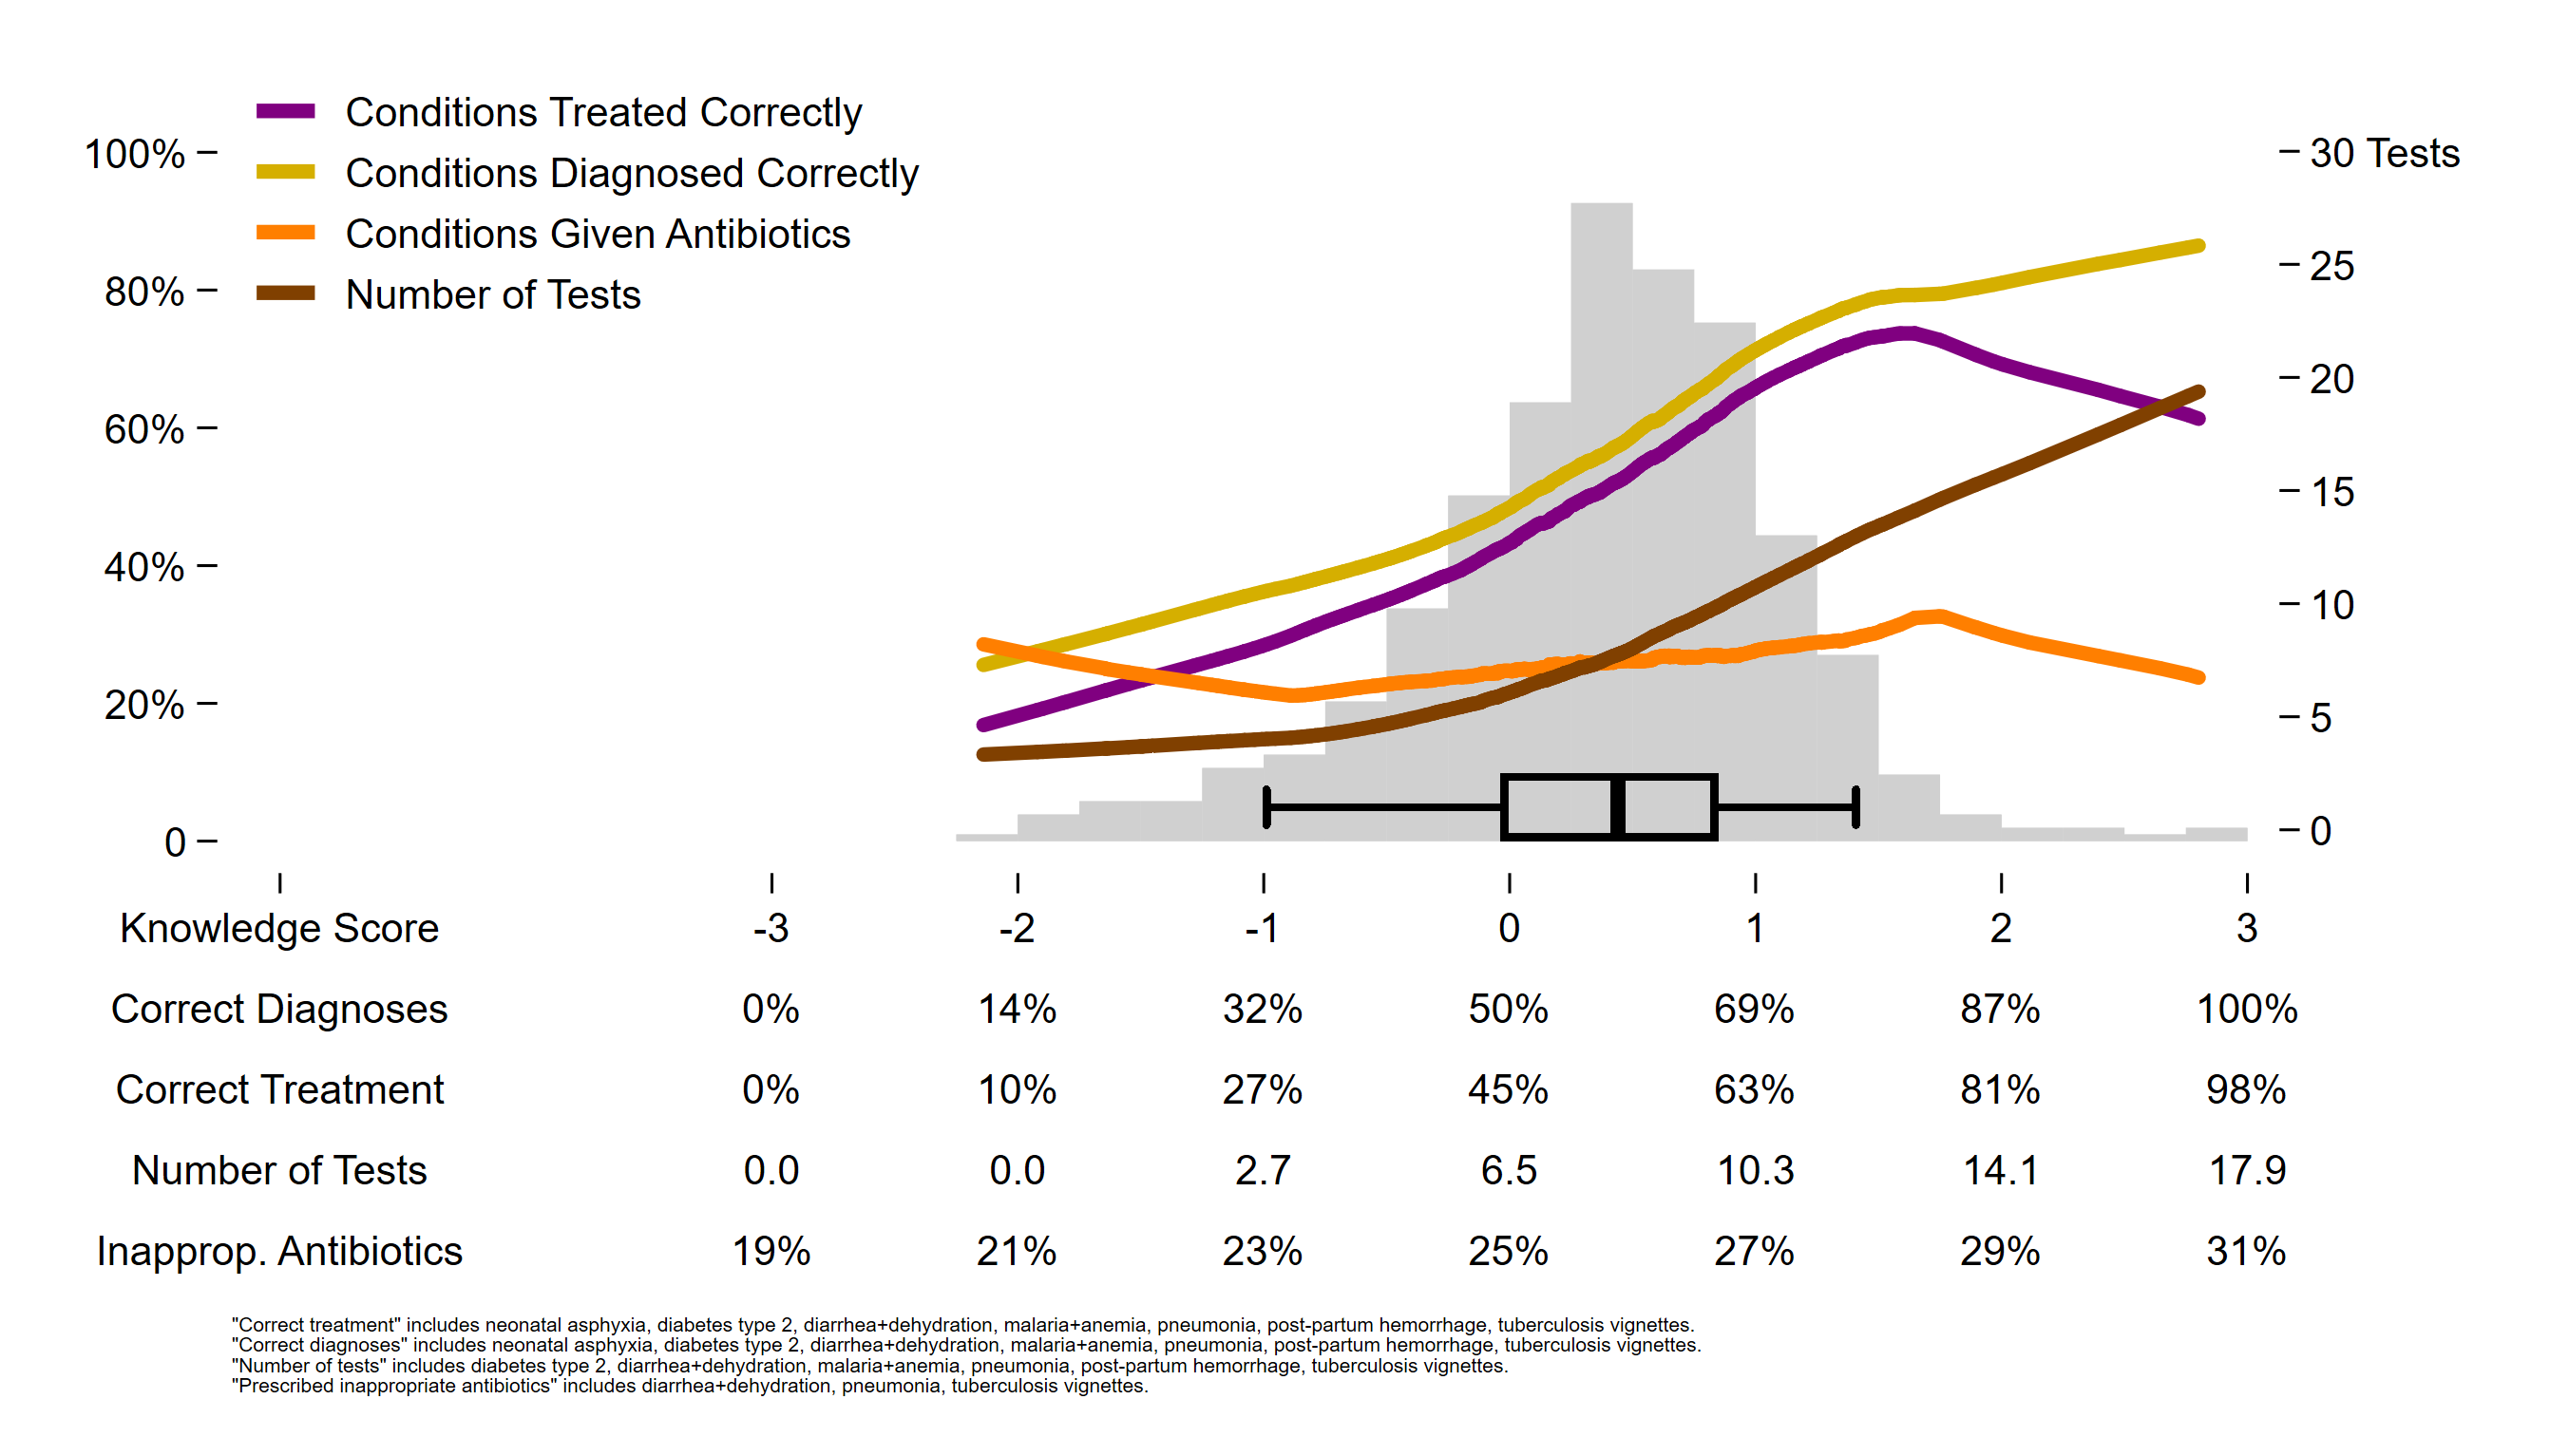 Conditions Treated Correctly
Conditions Diagnosed Correctly
Conditions Given Antibiotics
Number of Tests
100%
80%
60%
40%
20%
0
30 Tests
25
20
15
10
5
0
Knowledge Score -3 -2 -1 0 1 2 3
Correct Diagnoses 0% 14% 32% 50% 69% 87% 100%
Correct Treatment 0% 10% 27% 45% 63% 81% 98%
Number of Tests 0.0 0.0 2.7 6.5 10.3 14.1 17.9
Inapprop. Antibiotics 19% 21% 23% 25% 27% 29% 31%
"Correct treatment" includes neonatal asphyxia, diabetes type 2, diarrhea+dehydration, malaria+anemia, pneumonia, post-partum hemorrhage, tuberculosis vignettes.
"Correct diagnoses" includes neonatal asphyxia, diabetes type 2, diarrhea+dehydration, malaria+anemia, pneumonia, post-partum hemorrhage, tuberculosis vignettes.
"Number of tests" includes diabetes type 2, diarrhea+dehydration, malaria+anemia, pneumonia, post-partum hemorrhage, tuberculosis vignettes.
"Prescribed inappropriate antibiotics" includes diarrhea+dehydration, pneumonia, tuberculosis vignettes.